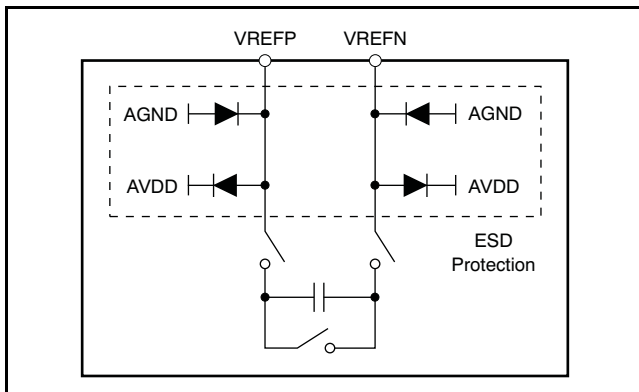 VREFP VREFN
AGND AGND
AVDD AVDD
ESD
Protection